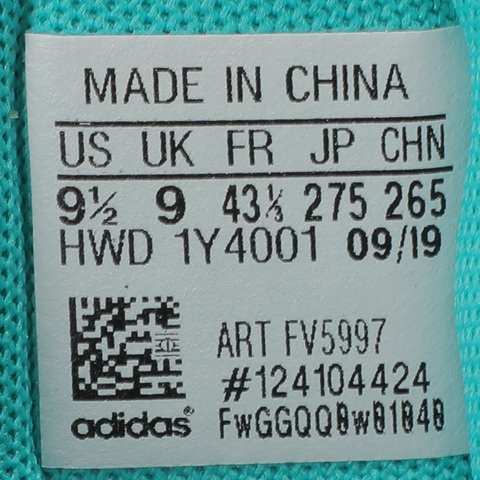 MADE IN CHINA
US UK FR JP CHN
9½ 9 43⅓ 275 265
HWD 1Y4001 09/19
ART FV5997
#124104424
adidas®